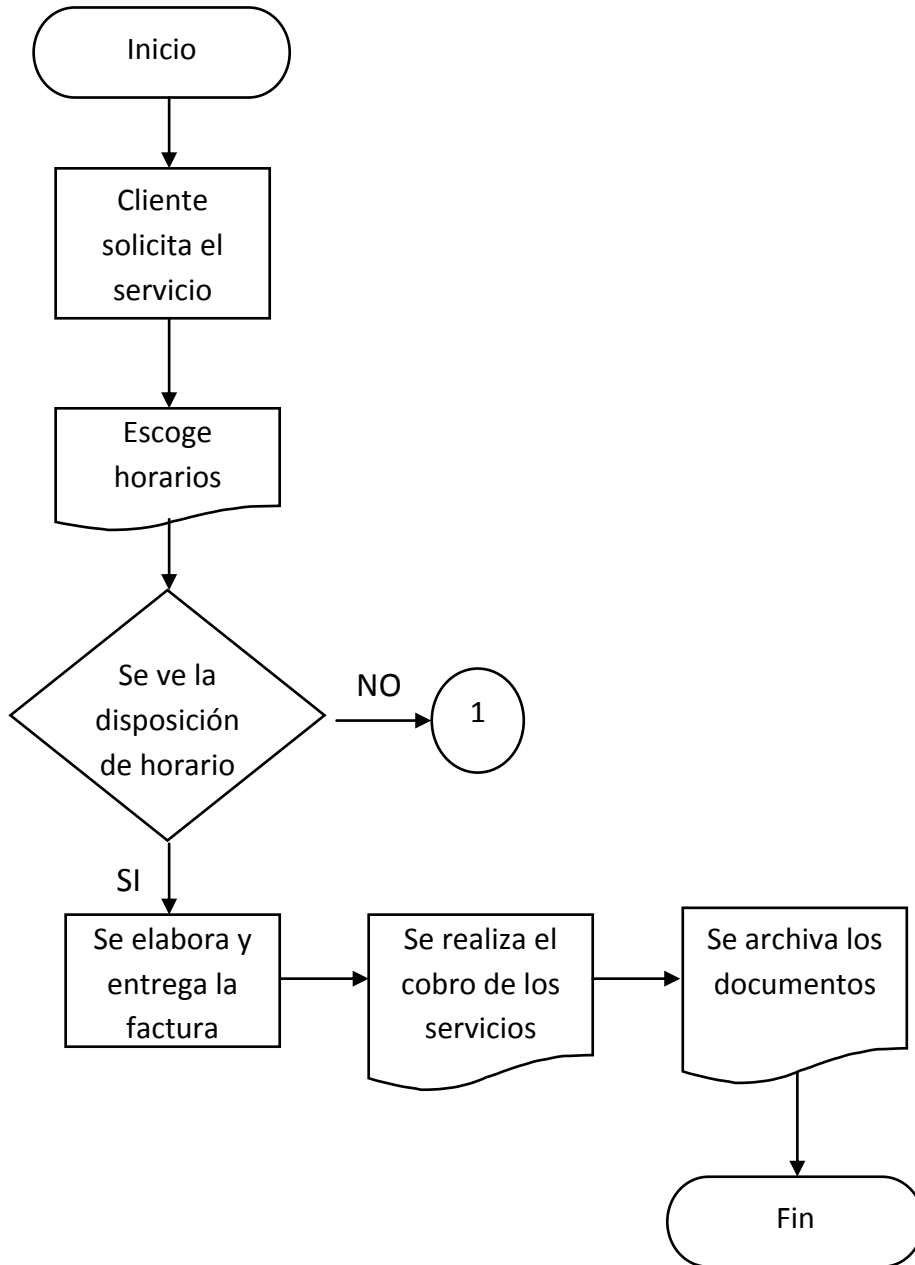 Inicio
Cliente
solicita el
servicio
Escoge
horarios
Se ve la
disposición
de horario
NO
1
SI
Se elabora y
entrega la
factura
Se realiza el
cobro de los
servicios
Se archiva los
documentos
Fin